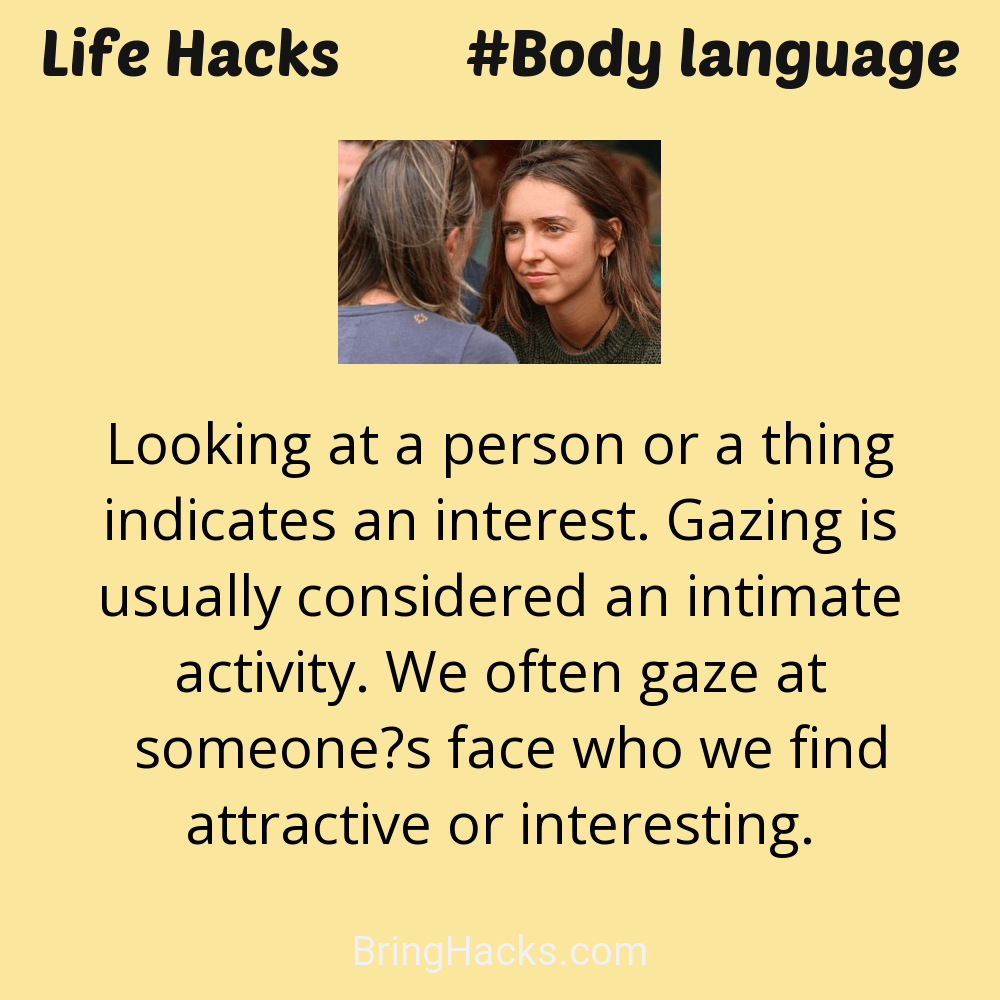 Life Hacks #Body language
Looking at a person or a thing
indicates an interest. Gazing is
usually considered an intimate
activity. We often gaze at
someone?s face who we find
attractive or interesting.
BringHacks.com